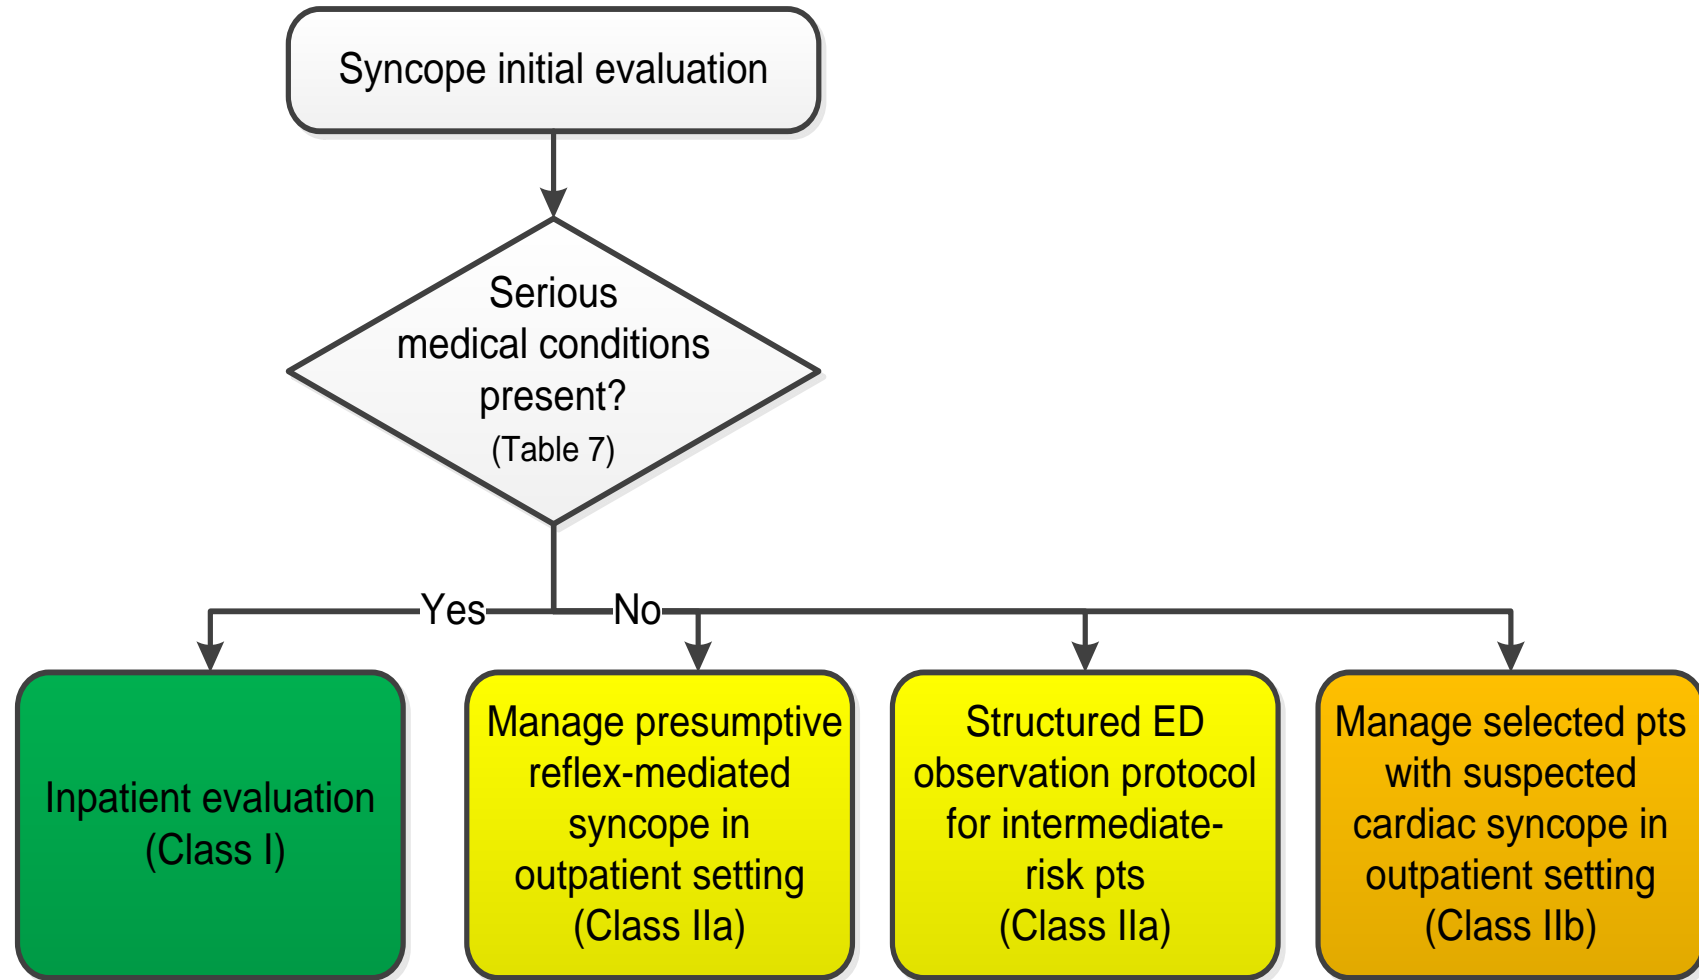 Syncope initial evaluation
Serious
medical conditions
present?
(Table 7)
Yes
No
Inpatient evaluation
(Class I)
Manage presumptive
reflex-mediated
syncope in
outpatient setting
(Class IIa)
Structured ED
observation protocol
for intermediate-
risk pts
(Class IIa)
Manage selected pts
with suspected
cardiac syncope in
outpatient setting
(Class IIb)